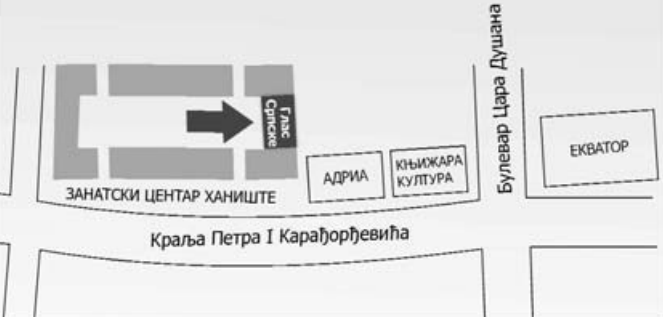 Глас
Српске
Булевар Цара Душана
АДРИА
КЊИЖАРА
КУЛТУРА
ЕКВАТОР
ЗАНАТСКИ ЦЕНТАР ХАНИШТЕ
Краља Петра I Карађорђевића